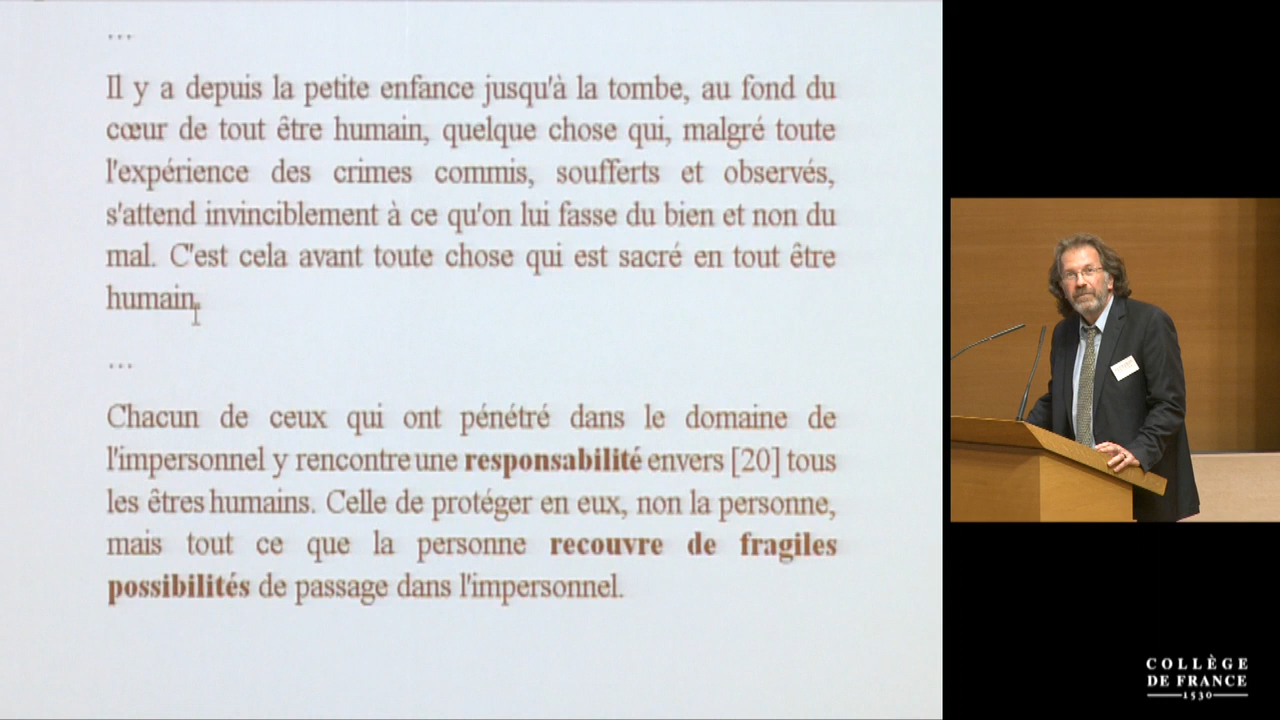 ...
Il y a depuis la petite enfance jusqu'à la tombe, au fond du
cœur de tout être humain, quelque chose qui, malgré toute
l'expérience des crimes commis, soufferts et observés,
s'attend invinciblement à ce qu'on lui fasse du bien et non du
mal. C'est cela avant toute chose qui est sacré en tout être
humain.
...
Chacun de ceux qui ont pénétré dans le domaine de
l'impersonnel y rencontre une responsabilité envers [20] tous
les êtres humains. Celle de protéger en eux, non la personne,
mais tout ce que la personne recouvre de fragiles
possibilités de passage dans l'impersonnel.
COLLÈGE
DE FRANCE
1530